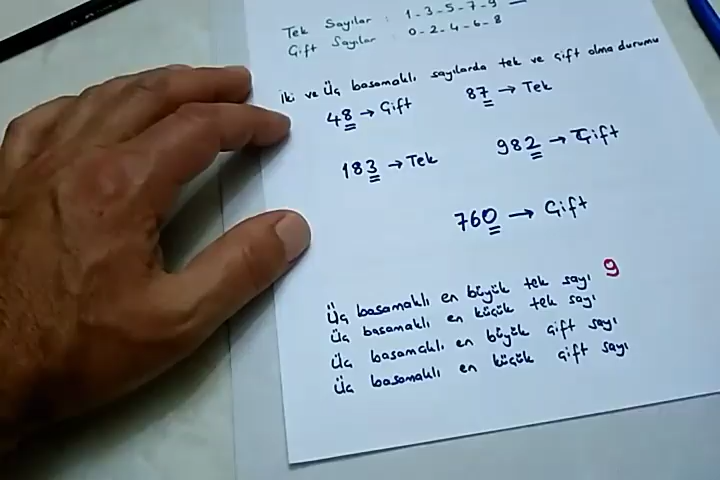 Tek Sayılar : 1-3-5-7-9
Çift Sayılar 0-2-4-6-8
İki ve Üç basamaklı sayılarda tek ve çift olma durumu
48 → Çift 87 → Tek
183 → Tek 982 → Çift
760 → Çift
Üç basamaklı en büyük tek sayı 9
Üç basamaklı en küçük tek sayı
Üç basamaklı en büyük çift sayı
Üç basamaklı en küçük çift sayı